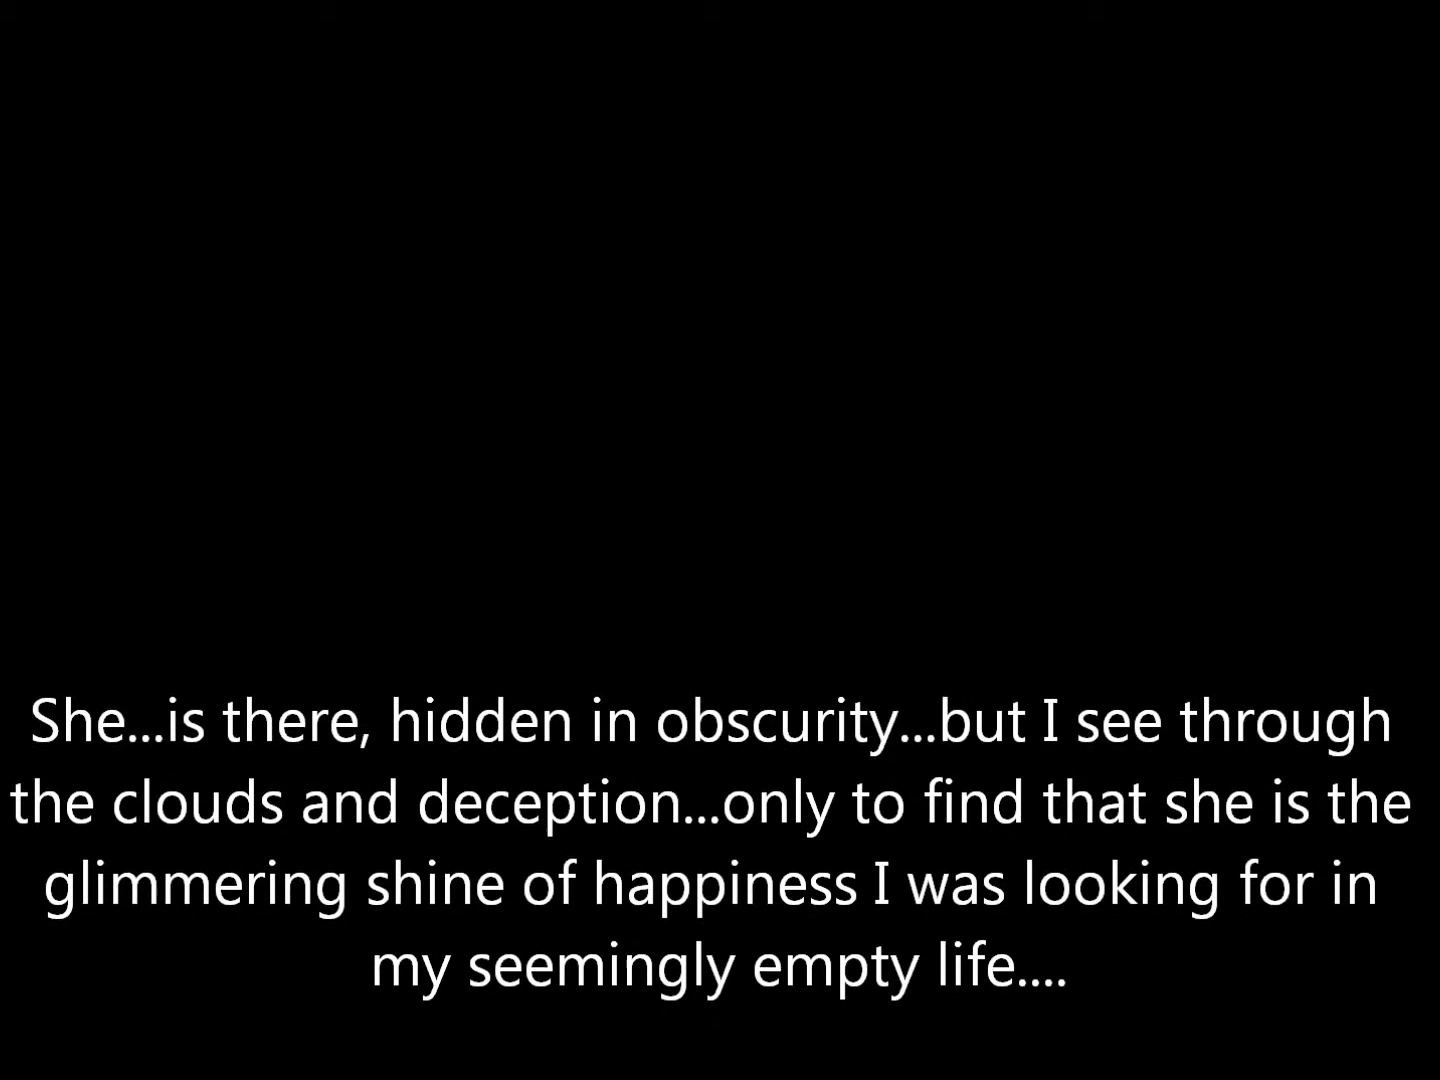 She...is there, hidden in obscurity...but I see through
the clouds and deception...only to find that she is the
glimmering shine of happiness I was looking for in
my seemingly empty life....